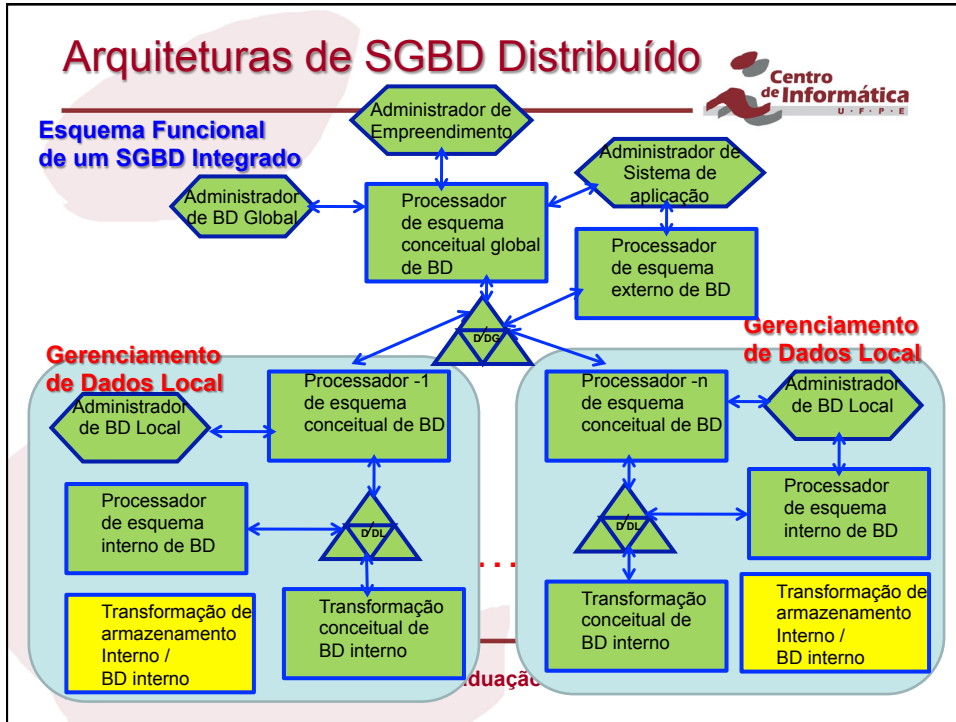 Arquiteturas de SGBD Distribuído
Centro
de Informática
U · F · P · E
Esquema Funcional
de um SGBD Integrado
Administrador de
Empreendimento
Administrador de
Sistema de
aplicação
Administrador
de BD Global
Processador
de esquema
conceitual global
de BD
Processador
de esquema
externo de BD
D/DG
Gerenciamento
de Dados Local
Gerenciamento
de Dados Local
Administrador
de BD Local
Processador -1
de esquema
conceitual de BD
Processador -n
de esquema
conceitual de BD
Administrador
de BD Local
Processador
de esquema
interno de BD
D/DL
D/DL
Processador
de esquema
interno de BD
...
Transformação de
armazenamento
Interno /
BD interno
Transformação
conceitual de
BD interno
Transformação
conceitual de
BD interno
Transformação de
armazenamento
Interno /
BD interno
duação